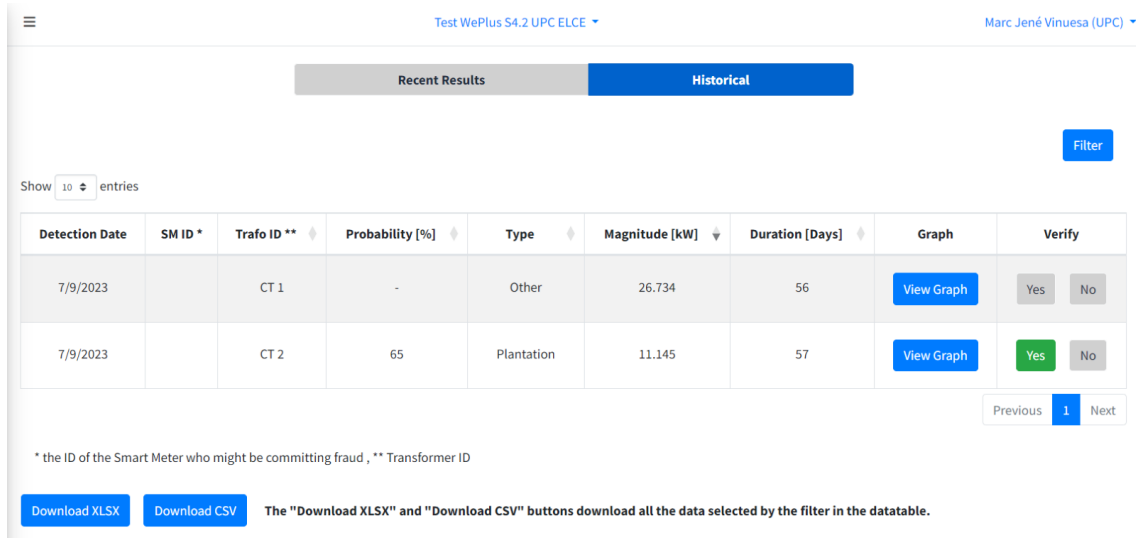 Test WePlus S4.2 UPC ELCE Marc Jené Vinuesa (UPC)
Recent Results Historical
Filter
Show 10 entries
Detection Date SM ID * Trafo ID ** Probability [%] Type Magnitude [kW] Duration [Days] Graph Verify
7/9/2023 CT 1 - Other 26.734 56 View Graph Yes No
7/9/2023 CT 2 65 Plantation 11.145 57 View Graph Yes No
Previous 1 Next
* the ID of the Smart Meter who might be committing fraud , ** Transformer ID
Download XLSX Download CSV The "Download XLSX" and "Download CSV" buttons download all the data selected by the filter in the datatable.